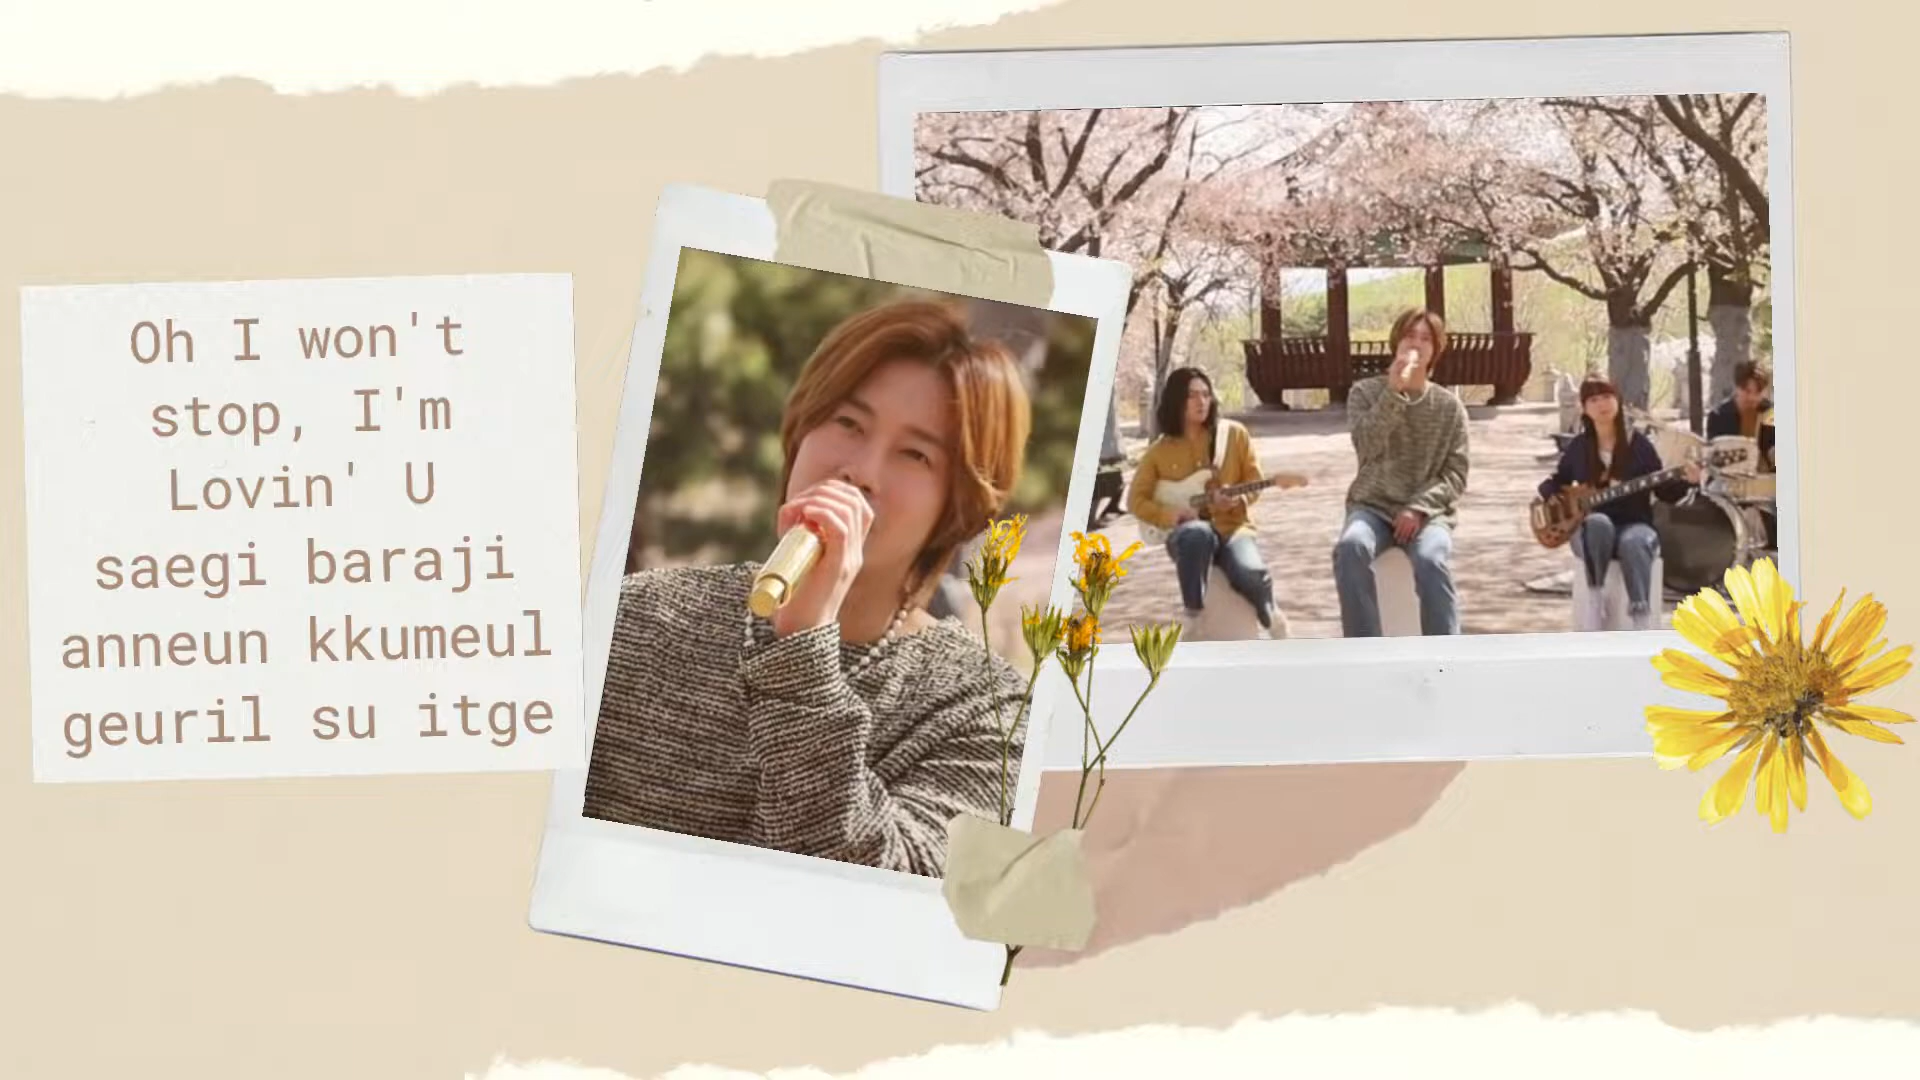 Oh I won't
stop, I'm
Lovin' U
saegi baraji
anneun kkumeul
geuril su itge